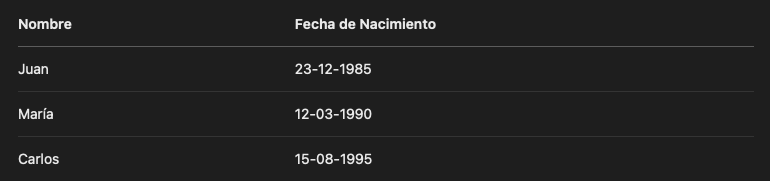 Nombre Fecha de Nacimiento
Juan 23-12-1985
María 12-03-1990
Carlos 15-08-1995